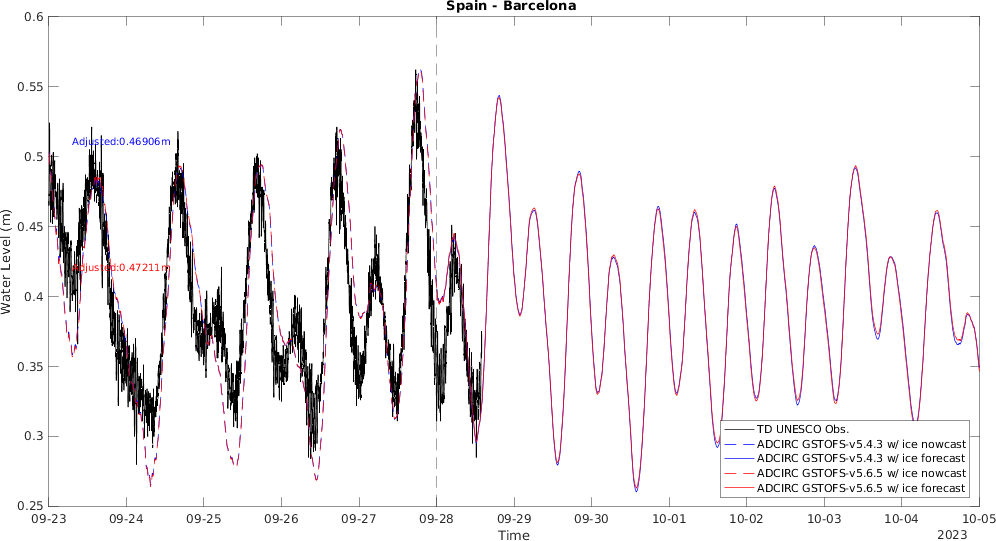 Spain - Barcelona
0.6
0.55
0.5
0.45
0.4
0.35
0.3
0.25
Water Level (m)
Adjusted:0.46906m
Adjusted:0.47211m
TD UNESCO Obs.
ADCIRC GSTOFS-v5.4.3 w/ ice nowcast
ADCIRC GSTOFS-v5.4.3 w/ ice forecast
ADCIRC GSTOFS-v5.6.5 w/ ice nowcast
ADCIRC GSTOFS-v5.6.5 w/ ice forecast
09-23 09-24 09-25 09-26 09-27 09-28 09-29 09-30 10-01 10-02 10-03 10-04 10-05
Time
2023